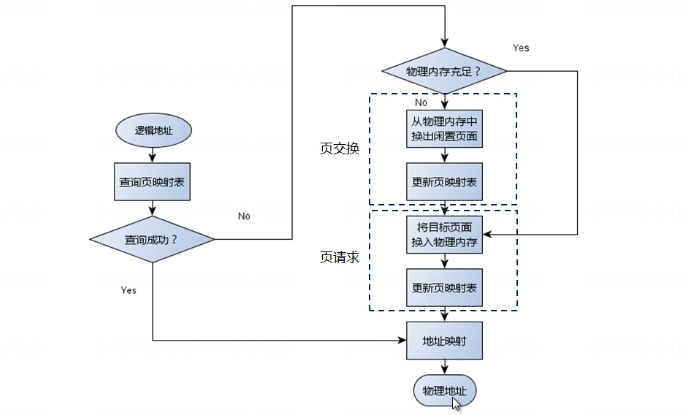 逻辑地址
查询页映射表
查询成功？
No
Yes
物理内存充足？
Yes
No
页交换
从物理内存中
换出闲置页面
更新页映射表
页请求
将目标页面
换入物理内存
更新页映射表
地址映射
物理地址